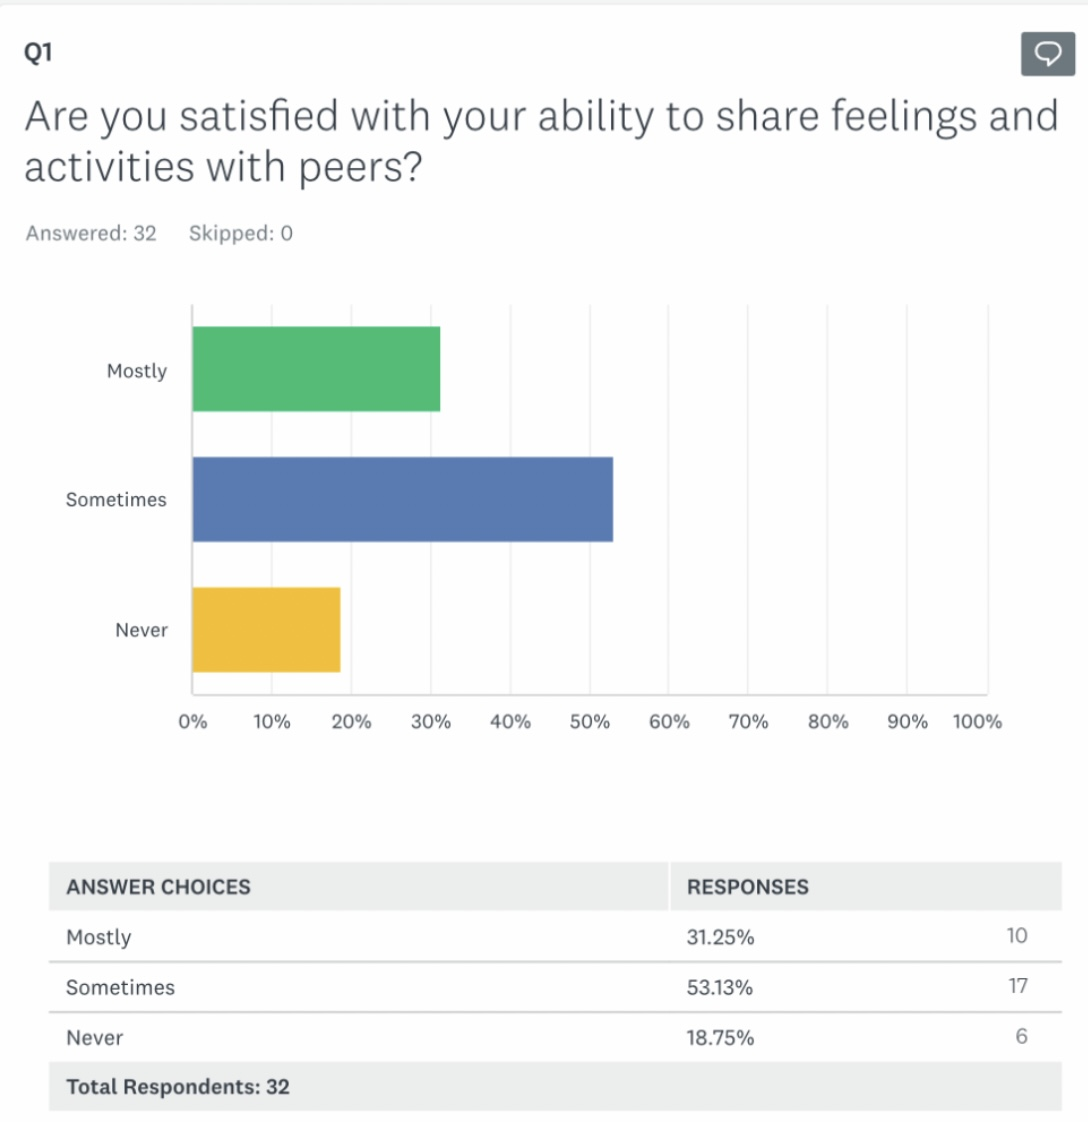 Q1
Are you satisfied with your ability to share feelings and
activities with peers?
Answered: 32 Skipped: 0
Mostly
Sometimes
Never
0% 10% 20% 30% 40% 50% 60% 70% 80% 90% 100%
ANSWER CHOICES RESPONSES
Mostly 31.25% 10
Sometimes 53.13% 17
Never 18.75% 6
Total Respondents: 32